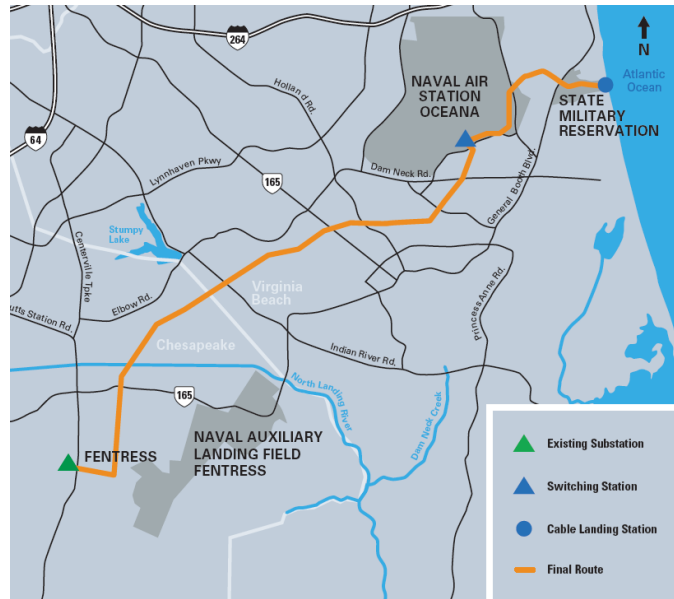 264
N
Atlantic
Ocean
NAVAL AIR
STATION
OCEANA
STATE
MILITARY
RESERVATION
64
Holland Rd.
Lynnhaven Pkwy
165
Dam Neck Rd.
General Booth Blvd.
Stumpy
Lake
Centerville Tpke
Elbow Rd.
Virginia
Beach
Princess Anne Rd.
utts Station Rd.
Chesapeake
Indian River Rd.
165
North Landing
River
Dam Neck Creek
FENTRESS
NAVAL AUXILIARY
LANDING FIELD
FENTRESS
Existing Substation
Switching Station
Cable Landing Station
Final Route